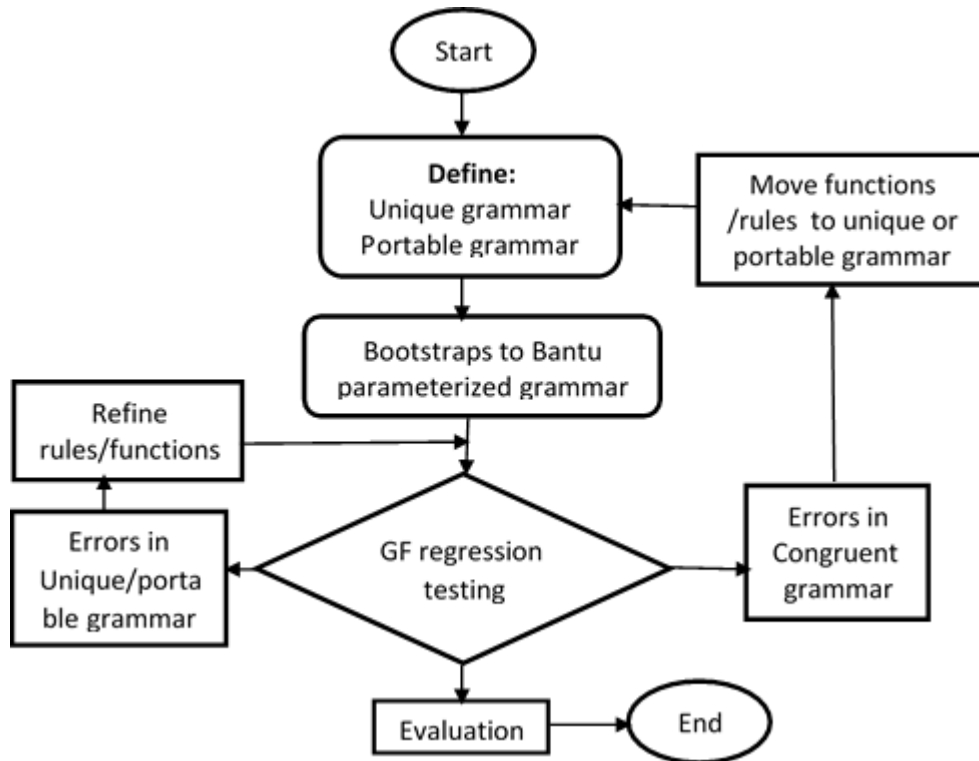 Start
Define:
Unique grammar
Portable grammar
Move functions
/rules to unique or
portable grammar
Bootstraps to Bantu
parameterized grammar
Refine
rules/functions
Errors in
Unique/porta
ble grammar
GF regression
testing
Errors in
Congruent
grammar
Evaluation
End